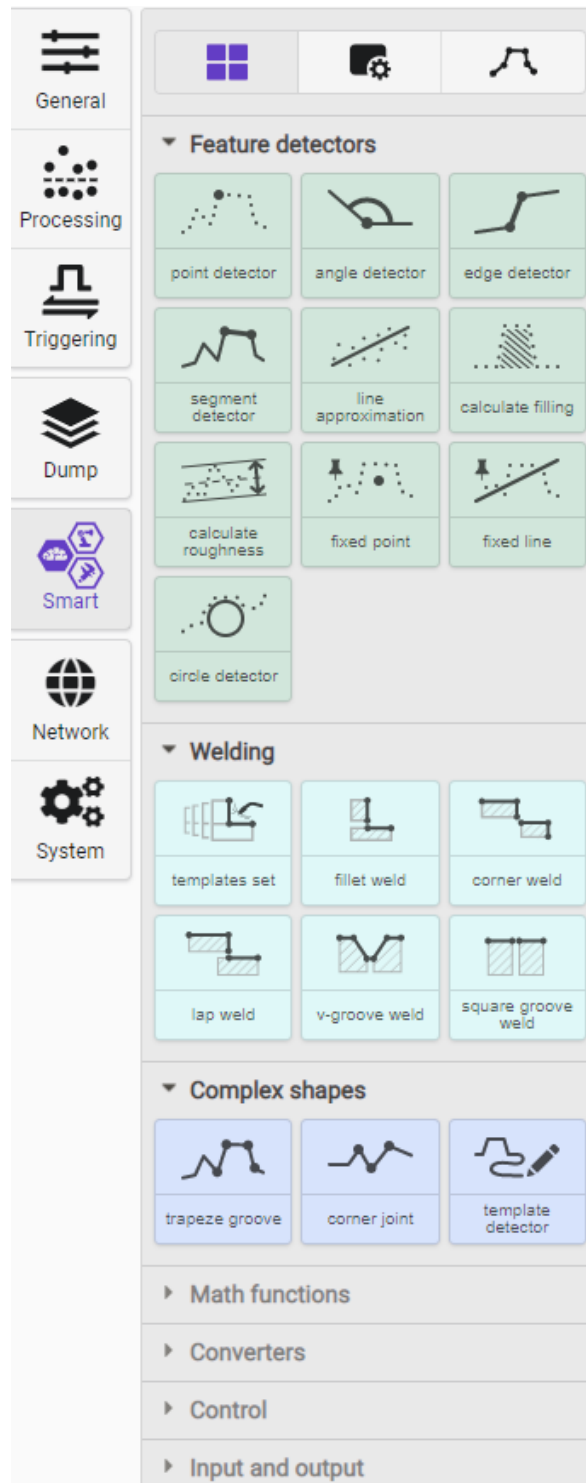 General
Processing
Triggering
Dump
Smart
Network
System
Feature detectors
point detector
angle detector
edge detector
segment
detector
line
approximation
calculate filling
calculate
roughness
fixed point
fixed line
circle detector
Welding
templates set
fillet weld
corner weld
lap weld
v-groove weld
square groove
weld
Complex shapes
trapeze groove
corner joint
template
detector
Math functions
Converters
Control
Input and output